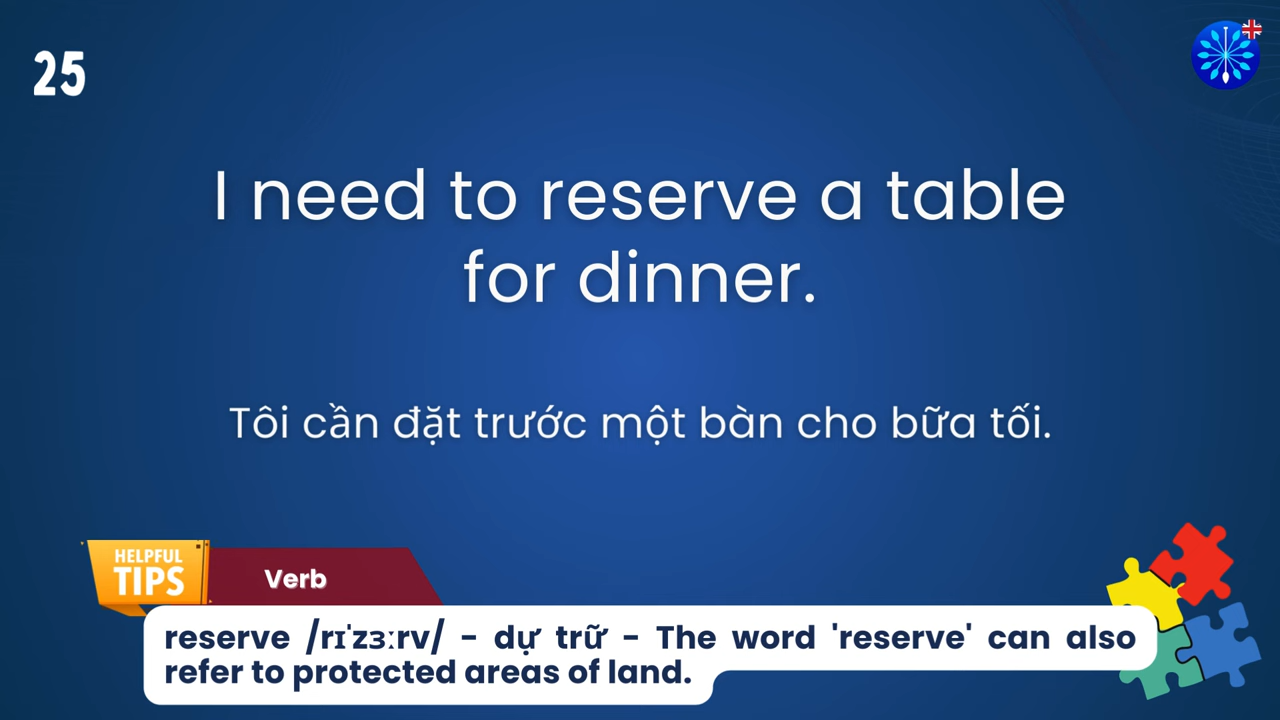 25
I need to reserve a table
for dinner.
Tôi cần đặt trước một bàn cho bữa tối.
HELPFUL
TIPS
Verb
reserve /rɪˈzɜːrv/ - dự trữ - The word 'reserve' can also
refer to protected areas of land.